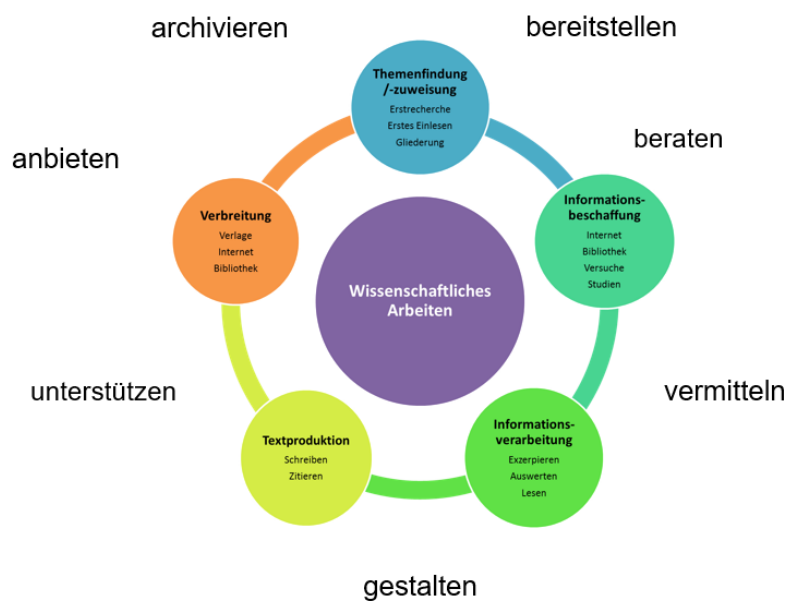 archivieren
bereitstellen
Themenfindung
/-zuweisung
Erstrecherche
Erstes Einlesen
Gliederung
anbieten
beraten
Verbreitung
Verlage
Internet
Bibliothek
Informations-
beschaffung
Internet
Bibliothek
Versuche
Studien
Wissenschaftliches
Arbeiten
unterstützen
vermitteln
Textproduktion
Schreiben
Zitieren
Informations-
verarbeitung
Exzerpieren
Auswerten
Lesen
gestalten